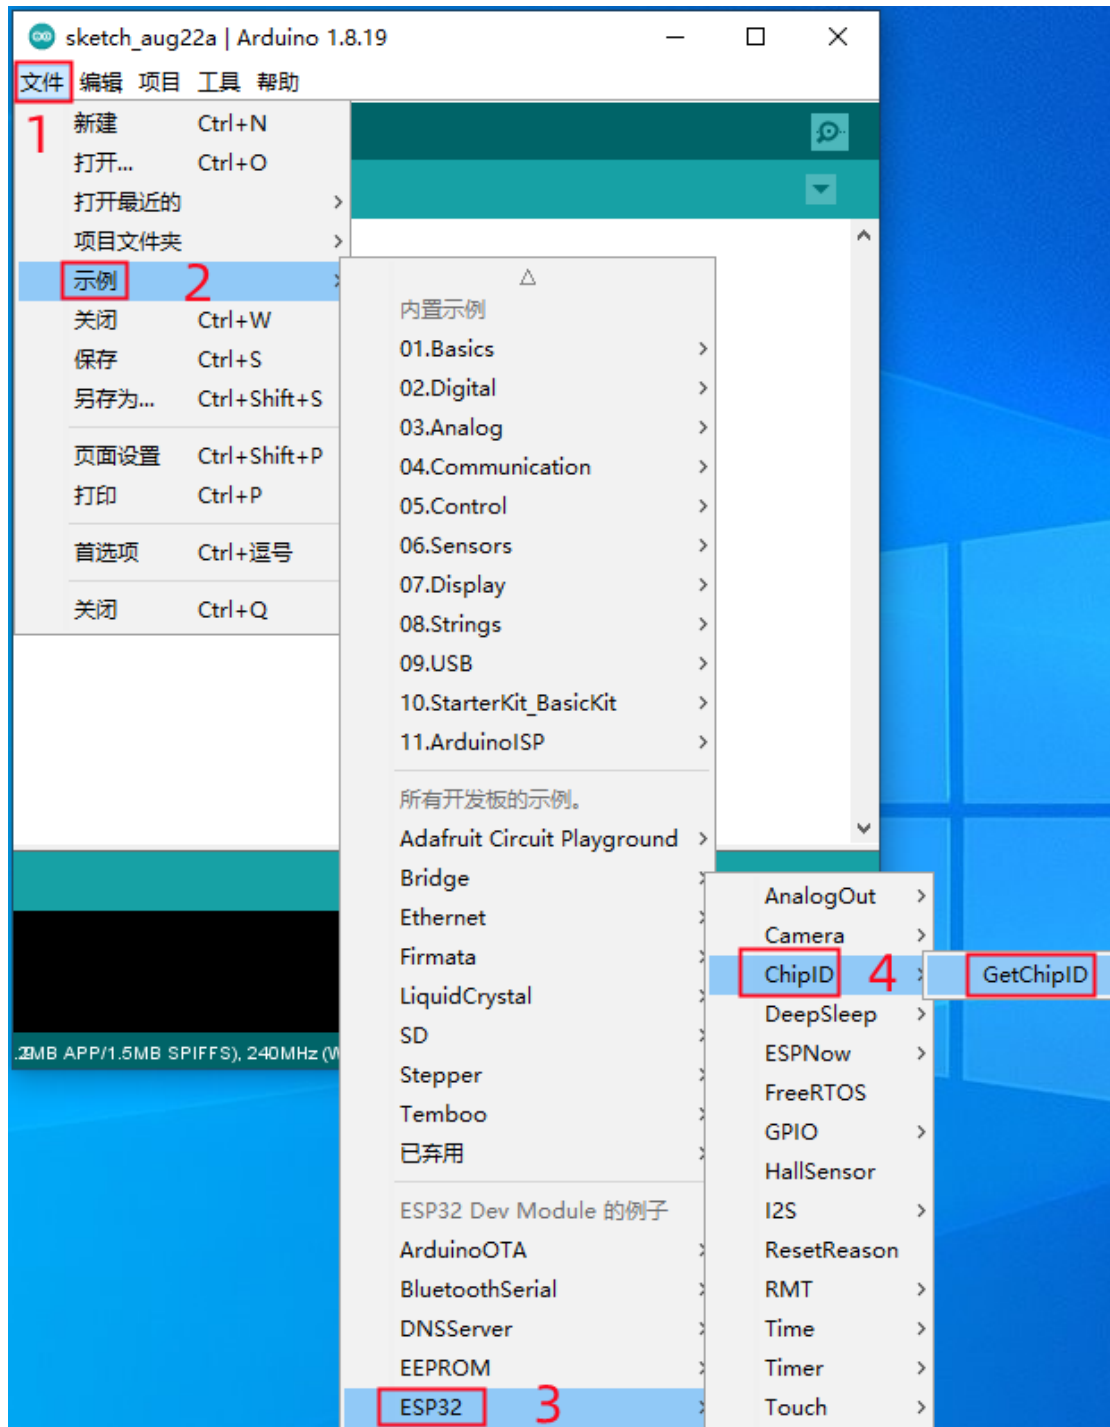 sketch_aug22a | Arduino 1.8.19
文件 编辑 项目 工具 帮助
1
新建 Ctrl+N
打开... Ctrl+O
打开最近的
项目文件夹
示例 2
关闭 Ctrl+W
保存 Ctrl+S
另存为... Ctrl+Shift+S
页面设置 Ctrl+Shift+P
打印 Ctrl+P
首选项 Ctrl+逗号
关闭 Ctrl+Q
内置示例
01.Basics
02.Digital
03.Analog
04.Communication
05.Control
06.Sensors
07.Display
08.Strings
09.USB
10.StarterKit_BasicKit
11.ArduinoISP
所有开发板的示例。
Adafruit Circuit Playground
Bridge
Ethernet
Firmata
LiquidCrystal
SD
Stepper
Temboo
已弃用
ESP32 Dev Module 的例子
ArduinoOTA
BluetoothSerial
DNSServer
EEPROM
ESP32 3
AnalogOut
Camera
ChipID 4
GetChipID
DeepSleep
ESPNow
FreeRTOS
GPIO
HallSensor
I2S
ResetReason
RMT
Time
Timer
Touch
APP/1.5MB SPIFFS), 240MHz